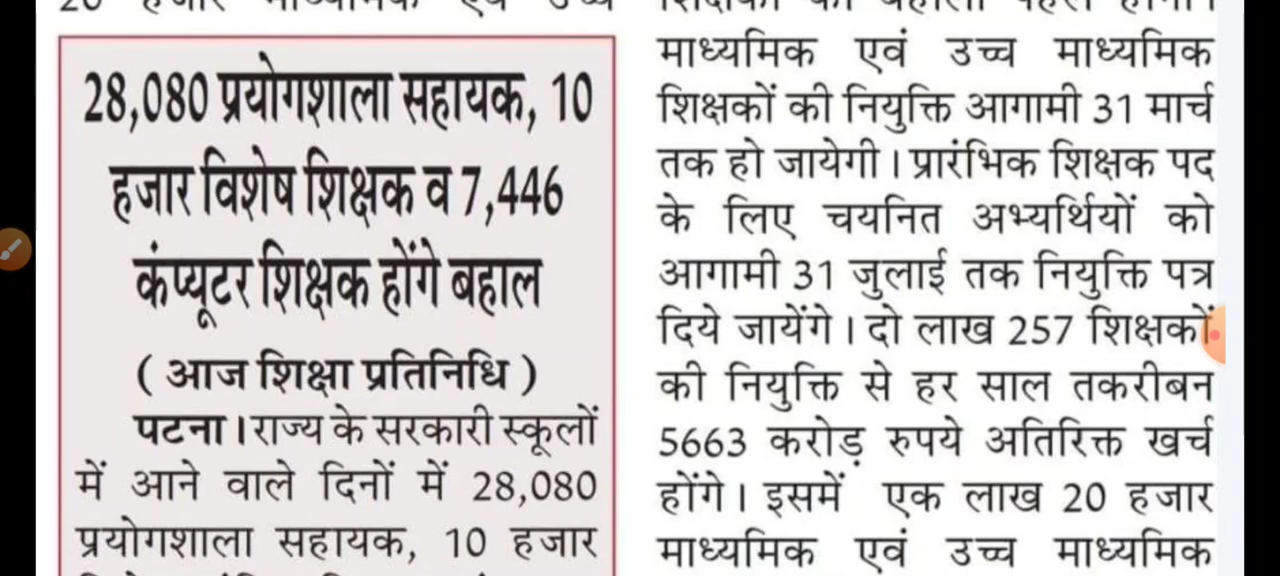 28,080 प्रयोगशाला सहायक, 10
हजार विशेष शिक्षक व 7,446
कंप्यूटर शिक्षक होंगे बहाल
( आज शिक्षा प्रतिनिधि )
पटना। राज्य के सरकारी स्कूलों
में आने वाले दिनों में 28,080
प्रयोगशाला सहायक, 10 हजार
माध्यमिक एवं उच्च माध्यमिक
शिक्षकों की नियुक्ति आगामी 31 मार्च
तक हो जायेगी। प्रारंभिक शिक्षक पद
के लिए चयनित अभ्यर्थियों को
आगामी 31 जुलाई तक नियुक्ति पत्र
दिये जायेंगे। दो लाख 257 शिक्षकों
की नियुक्ति से हर साल तकरीबन
5663 करोड़ रुपये अतिरिक्त खर्च
होंगे। इसमें एक लाख 20 हजार
माध्यमिक एवं उच्च माध्यमिक